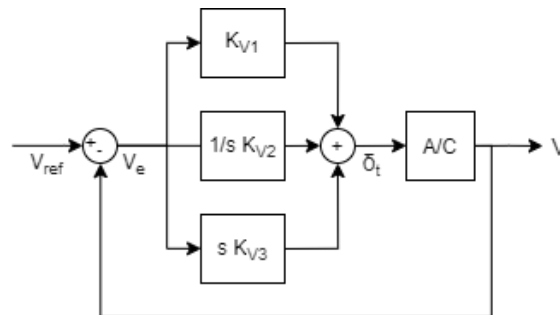 K_V1
+
-
V_ref
V_e
1/s K_V2
+
δ_t
A/C
V
s K_V3